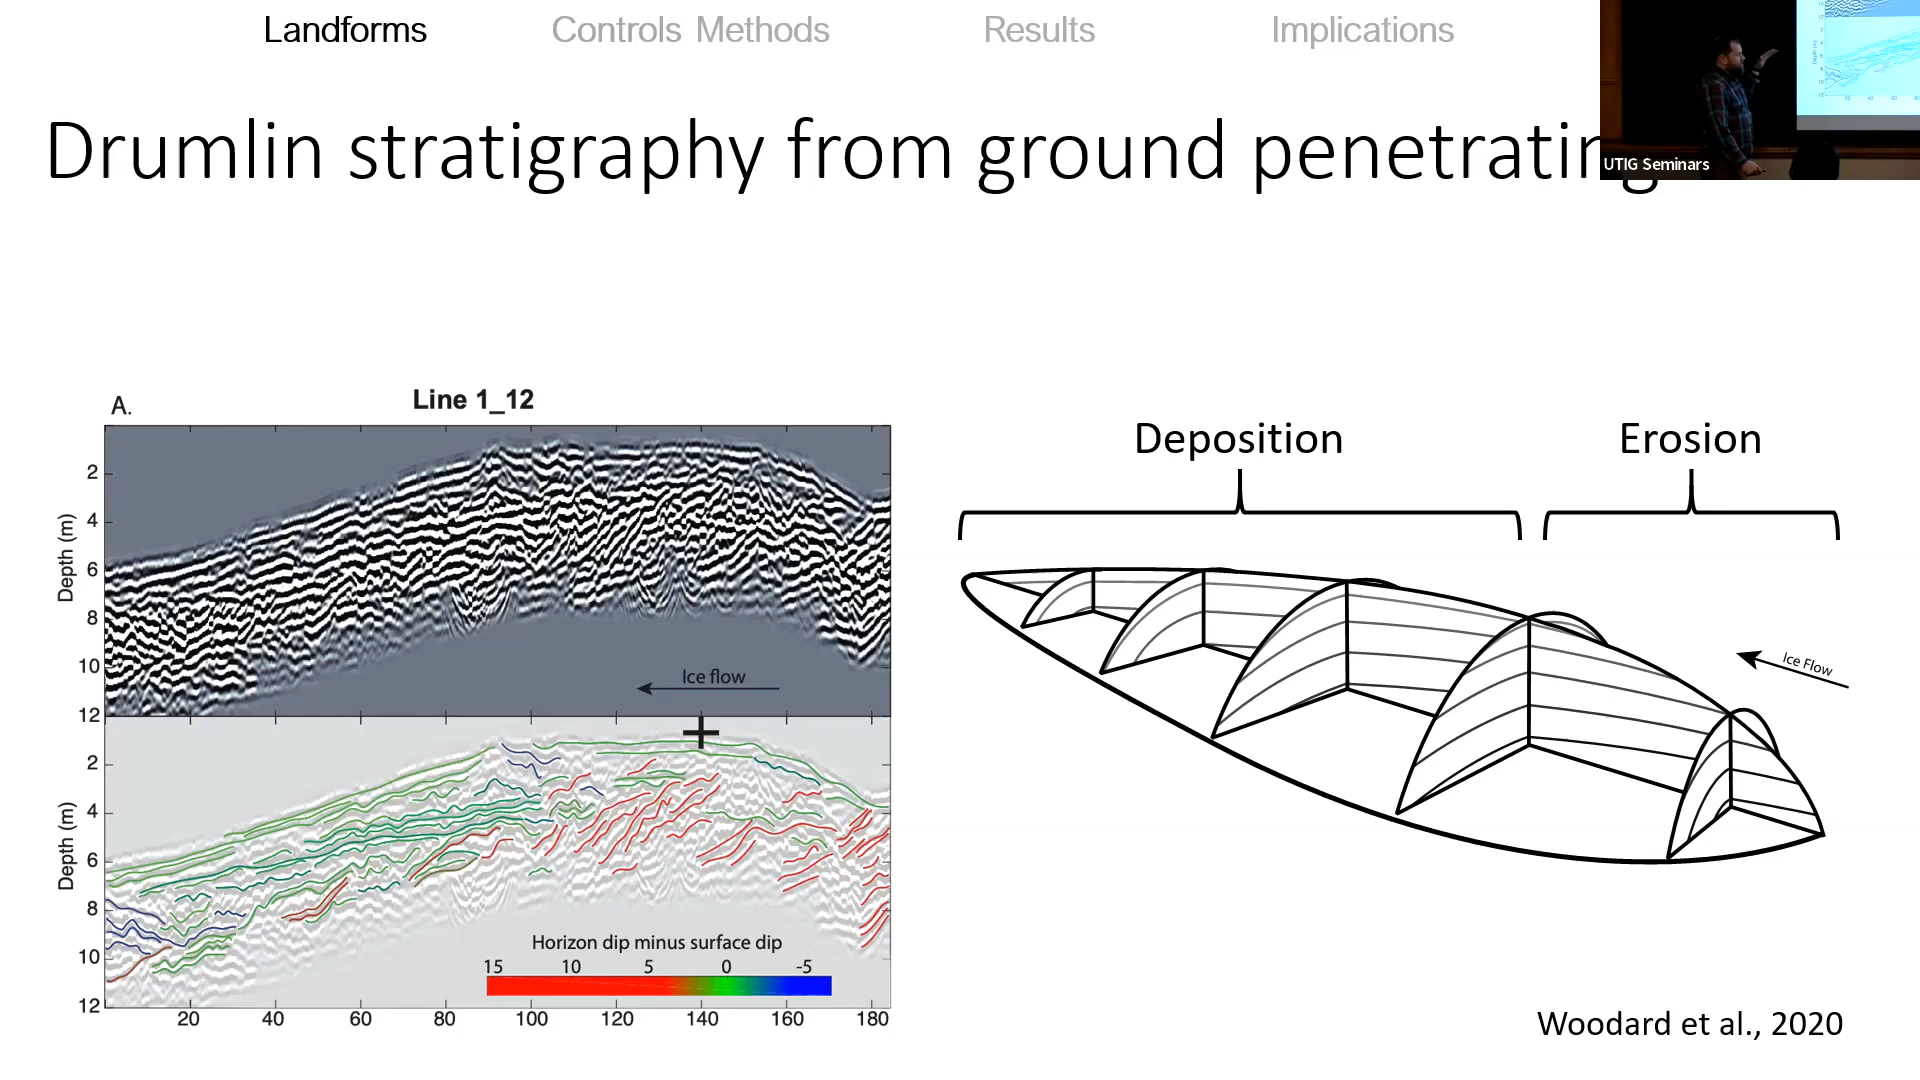 Landforms Controls Methods Results Implications
Drumlin stratigraphy from ground penetrating
UTIG Seminars
A. Line 1_12
Depth (m)
2
4
6
8
10
12
Ice flow
Depth (m)
2
4
6
8
10
12
Horizon dip minus surface dip
15 10 5 0 -5
20 40 60 80 100 120 140 160 180
Deposition Erosion
Ice Flow
Woodard et al., 2020